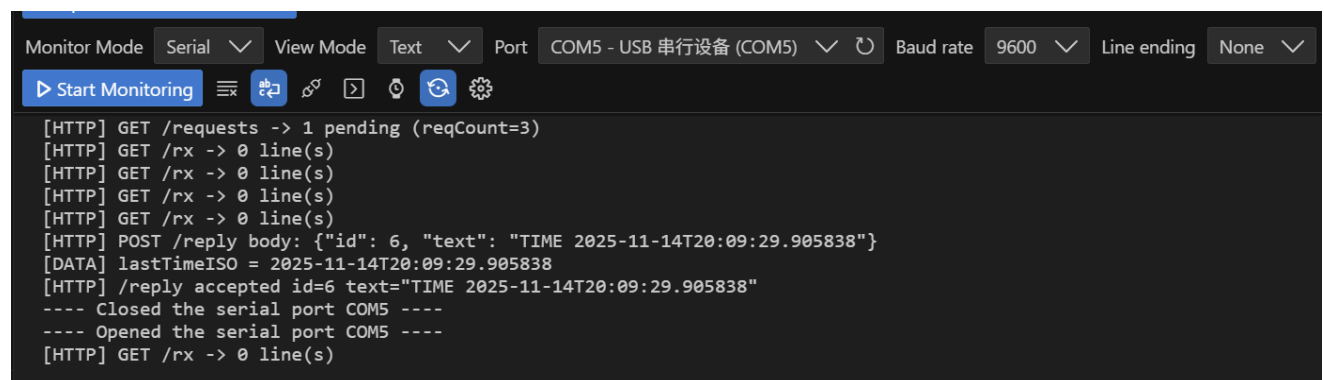 Monitor Mode Serial View Mode Text Port COM5 - USB 串行设备 (COM5) Baud rate 9600 Line ending None
Start Monitoring
[HTTP] GET /requests -> 1 pending (reqCount=3)
[HTTP] GET /rx -> 0 line(s)
[HTTP] GET /rx -> 0 line(s)
[HTTP] GET /rx -> 0 line(s)
[HTTP] GET /rx -> 0 line(s)
[HTTP] POST /reply body: {"id": 6, "text": "TIME 2025-11-14T20:09:29.905838"}
[DATA] lastTimeISO = 2025-11-14T20:09:29.905838
[HTTP] /reply accepted id=6 text="TIME 2025-11-14T20:09:29.905838"
---- Closed the serial port COM5 ----
---- Opened the serial port COM5 ----
[HTTP] GET /rx -> 0 line(s)